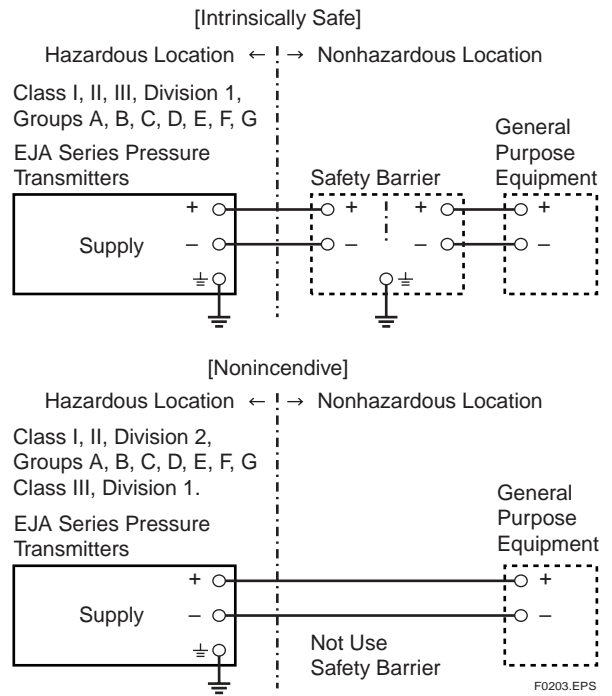 [Intrinsically Safe]
Hazardous Location ← → Nonhazardous Location
Class I, II, III, Division 1,
Groups A, B, C, D, E, F, G
EJA Series Pressure
Transmitters
Safety Barrier
General
Purpose
Equipment
+ + + +
Supply – – – –
[Nonincendive]
Hazardous Location ← → Nonhazardous Location
Class I, II, Division 2,
Groups A, B, C, D, E, F, G
Class III, Division 1.
EJA Series Pressure
Transmitters
General
Purpose
Equipment
+ +
Supply – –
Not Use
Safety Barrier
F0203.EPS